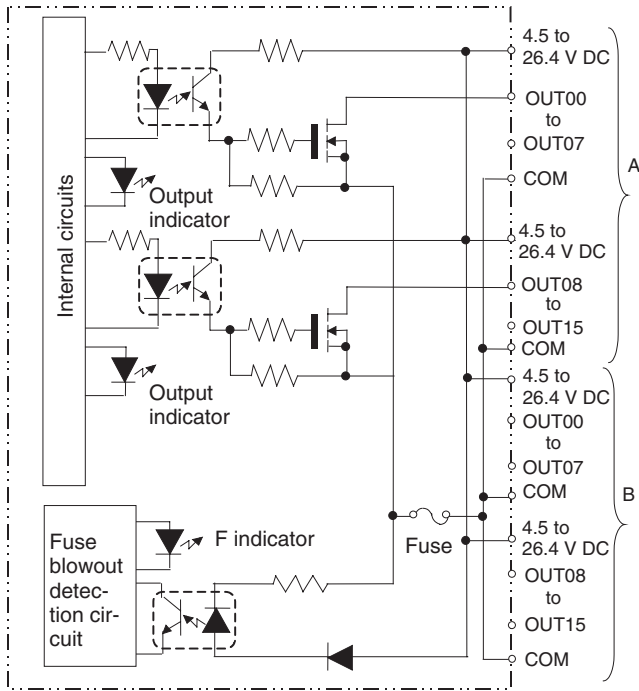 4.5 to
26.4 V DC
OUT00
to
OUT07
COM
A
Internal circuits
Output
indicator
4.5 to
26.4 V DC
OUT08
to
OUT15
COM
Output
indicator
4.5 to
26.4 V DC
OUT00
to
OUT07
COM
B
Fuse
Fuse
blowout
detec-
tion cir-
cuit
F indicator
4.5 to
26.4 V DC
OUT08
to
OUT15
COM